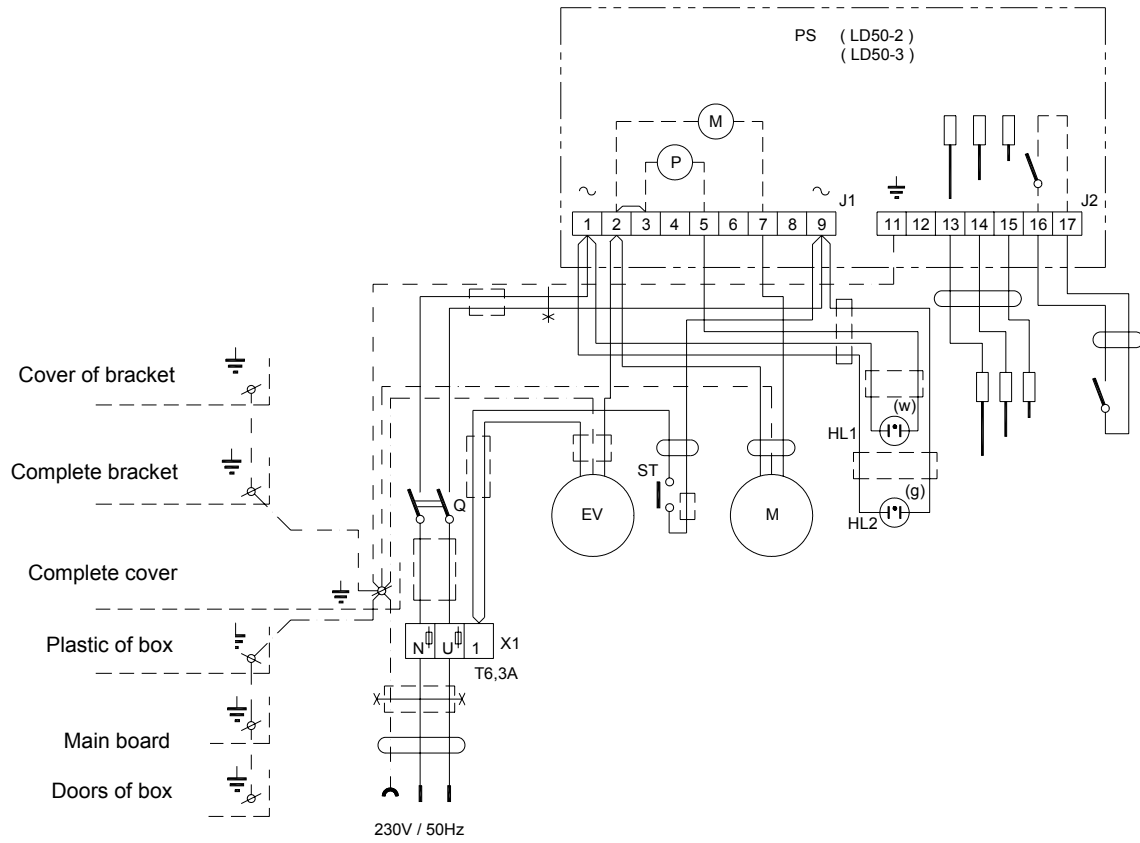 PS ( LD50-2 )
( LD50-3 )
M
P
J1
J2
1 2 3 4 5 6 7 8 9
11 12 13 14 15 16 17
Cover of bracket
(w)
HL1
Complete bracket
ST
(g)
Q
EV
M
HL2
Complete cover
Plastic of box
N U 1 X1
T6,3A
Main board
Doors of box
230V / 50Hz